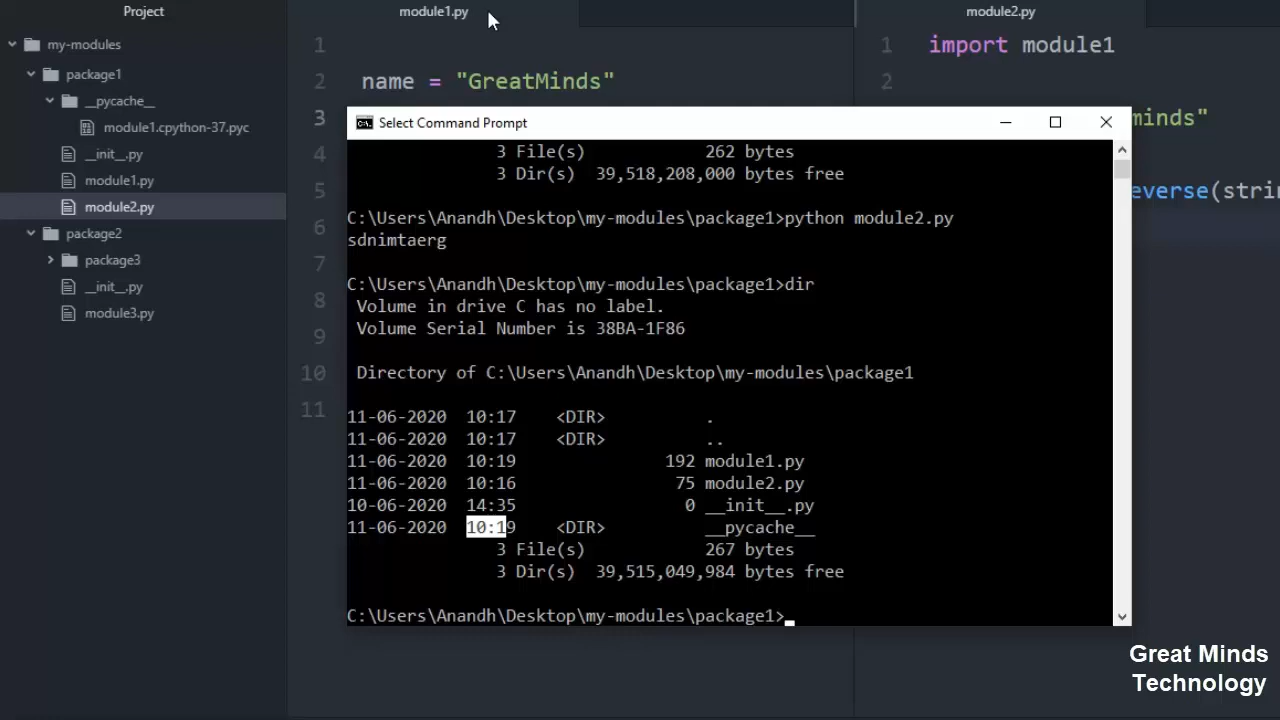 Project
my-modules
package1
__pycache__
module1.cpython-37.pyc
__init__.py
module1.py
module2.py
package2
package3
__init__.py
module3.py
module1.py
1
2 name = "GreatMinds"
3
4
5
6
7
8
9
10
11
module2.py
1 import module1
2
minds"
everse(strin
Select Command Prompt
3 File(s) 262 bytes
3 Dir(s) 39,518,208,000 bytes free
C:\Users\Anandh\Desktop\my-modules\package1>python module2.py
sdnimtaerg
C:\Users\Anandh\Desktop\my-modules\package1>dir
Volume in drive C has no label.
Volume Serial Number is 38BA-1F86
Directory of C:\Users\Anandh\Desktop\my-modules\package1
11-06-2020 10:17 <DIR> .
11-06-2020 10:17 <DIR> ..
11-06-2020 10:19 192 module1.py
11-06-2020 10:16 75 module2.py
10-06-2020 14:35 0 __init__.py
11-06-2020 10:19 <DIR> __pycache__
3 File(s) 267 bytes
3 Dir(s) 39,515,049,984 bytes free
C:\Users\Anandh\Desktop\my-modules\package1>
Great Minds
Technology